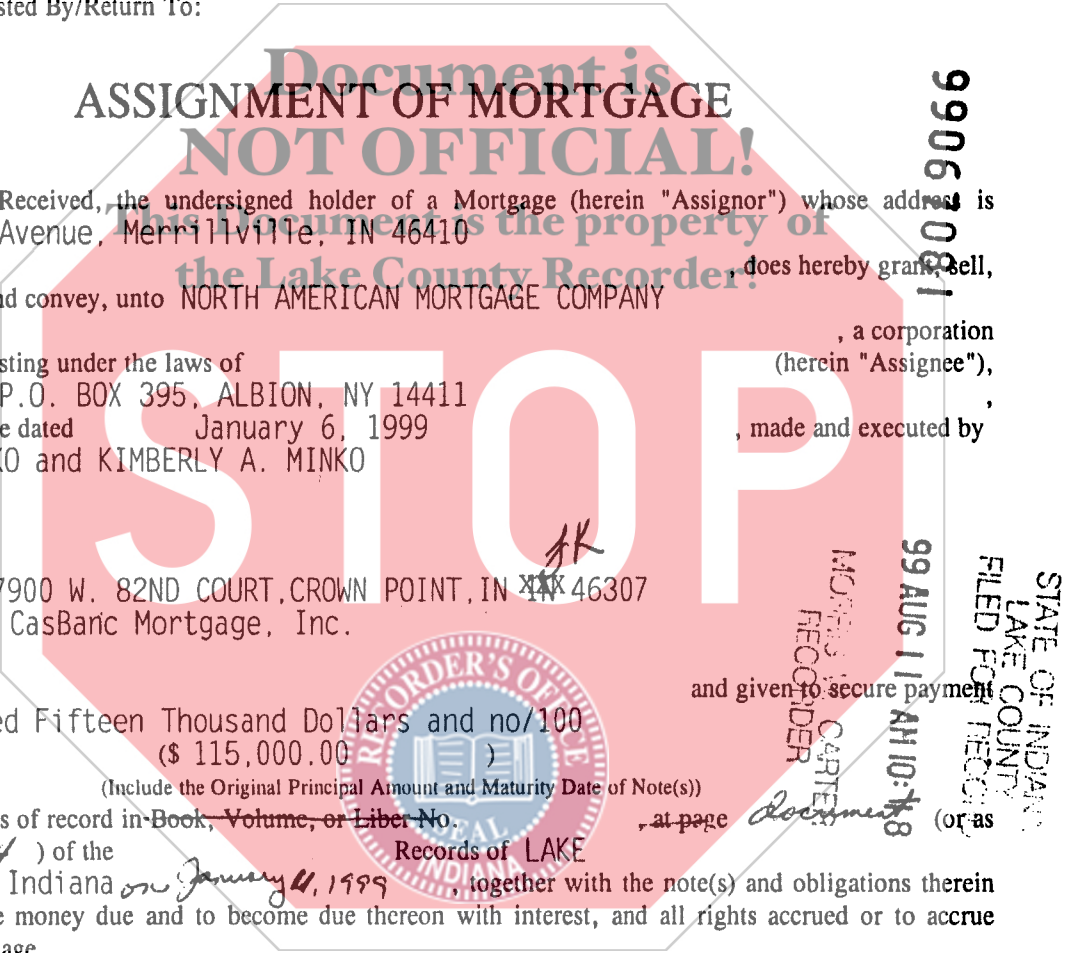 sted By/Return To:
Document is
ASSIGNMENT OF MORTGAGE
NOT OFFICIAL!
Received, the undersigned holder of a Mortgage (herein "Assignor") whose address is
This Document is the property of
Avenue, Merrillville, IN 46410
the Lake County Recorder!
, does hereby grant, sell,
nd convey, unto NORTH AMERICAN MORTGAGE COMPANY
, a corporation
sting under the laws of (herein "Assignee"),
P.O. BOX 395, ALBION, NY 14411 ,
e dated January 6, 1999 , made and executed by
KO and KIMBERLY A. MINKO
STOP
7900 W. 82ND COURT,CROWN POINT,IN 46307
CasBanc Mortgage, Inc.
and given to secure payment
ed Fifteen Thousand Dollars and no/100
($ 115,000.00 )
(Include the Original Principal Amount and Maturity Date of Note(s))
s of record in Book, Volume, or Liber No. , at page document (or as
) of the Records of LAKE
Indiana on January , 1999 , together with the note(s) and obligations therein
e money due and to become due thereon with interest, and all rights accrued or to accrue
age
RECORDER'S OFFICE
SEAL
INDIANA
99067081
99 AUG 11 AM 10:
CARTER
RECORDER
STATE OF INDIANA
LAKE COUNTY
FILED FOR